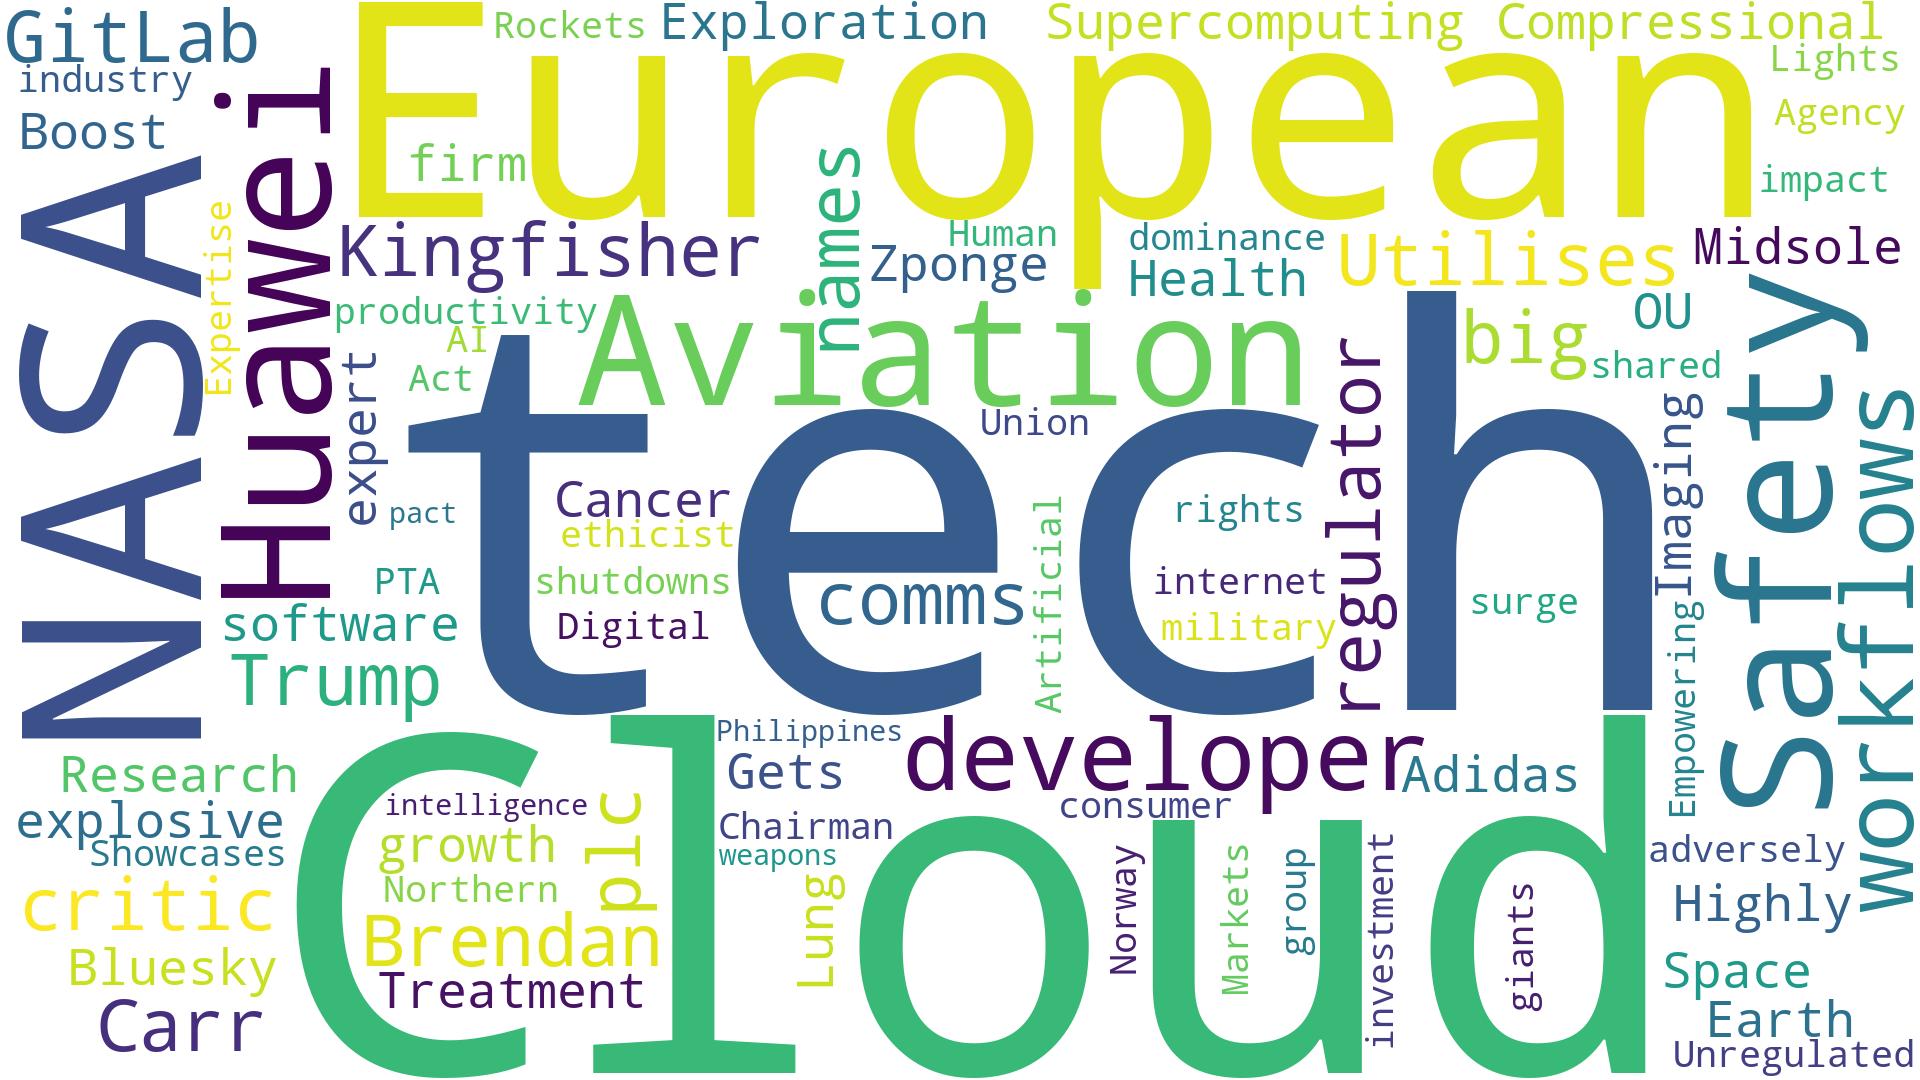 GitLab
Rockets
Exploration
Supercomputing
Compressional
European
industry
Lights
Boost
Agency
firm
names
impact
NASA
Huawei
Expertise
Kingfisher
Human
Zponge
dominance
Health
Utilises
Midsole
productivity
AI
Act
Aviation
big
OU
shared
expert
Union
regulator
Imaging
Safety
workflows
tech
pact
Cancer
ethicist
rights
PTA
shutdowns
comms
Artificial
internet
surge
software
Digital
military
Empowering
Trump
Philippines
developer
Research
Gets
Adidas
Cloud
explosive
intelligence
plc
Chairman
consumer
Showcases
growth
weapons
adversely
critic
Northern
Lung
Norway
Markets
group
investment
giants
Highly
Brendan
Bluesky
Treatment
Space
Carr
Earth
Unregulated